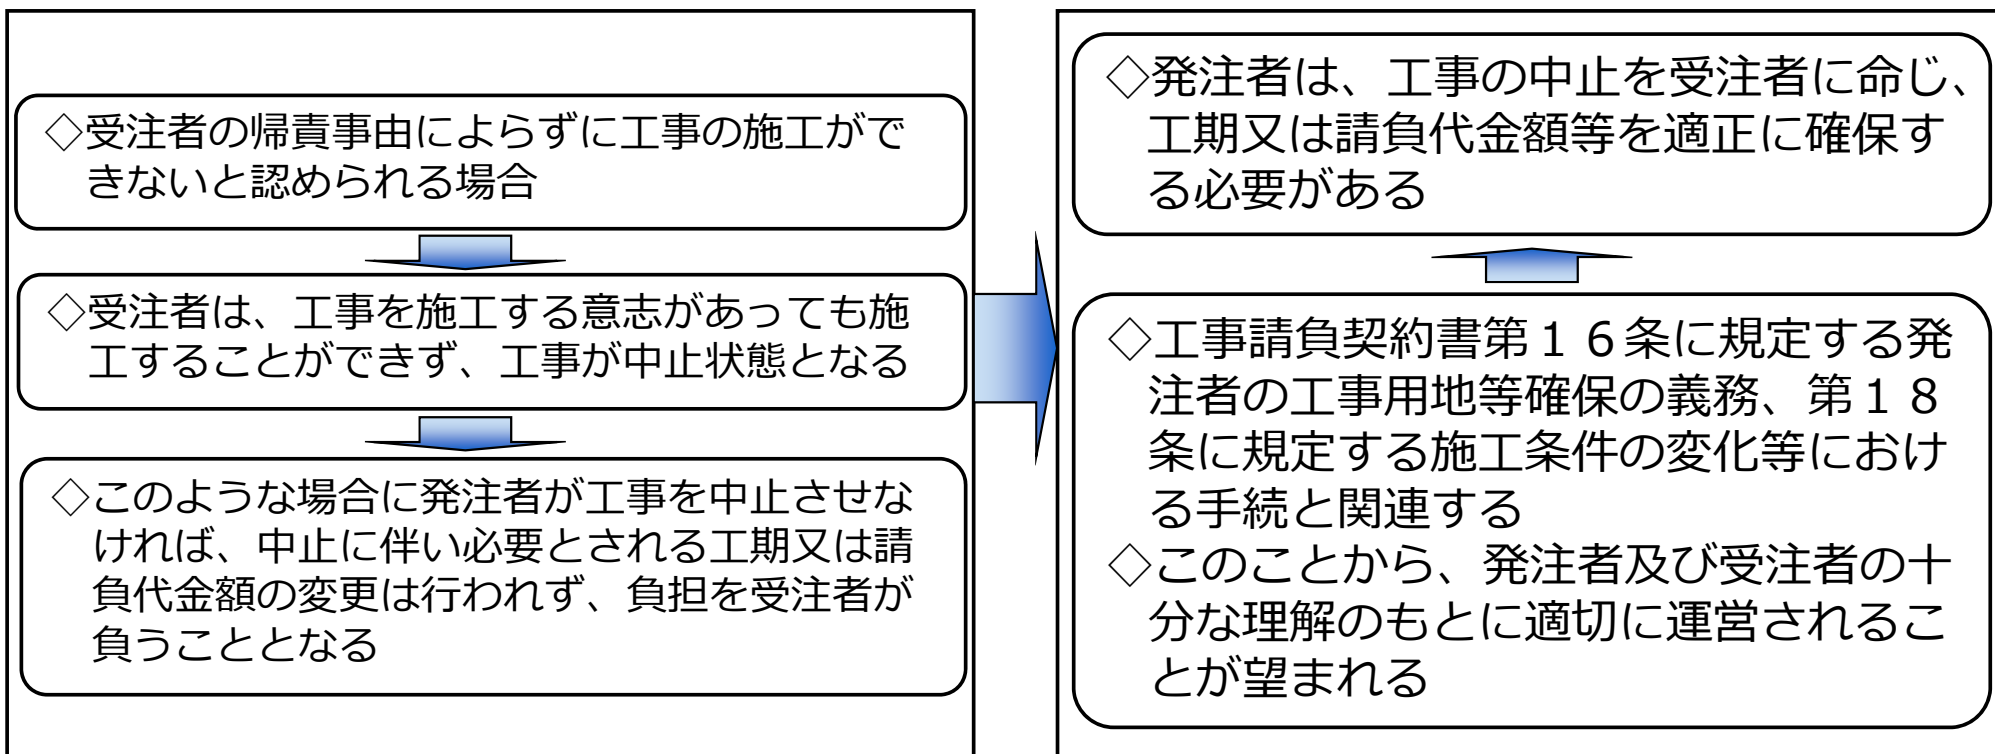 ◇受注者の帰責事由によらずに工事の施工がで
きないと認められる場合
◇受注者は、工事を施工する意志があっても施
工することができず、工事が中止状態となる
◇このような場合に発注者が工事を中止させな
ければ、中止に伴い必要とされる工期又は請
負代金額の変更は行われず、負担を受注者が
負うこととなる
◇発注者は、工事の中止を受注者に命じ、
工期又は請負代金額等を適正に確保す
る必要がある
◇工事請負契約書第１６条に規定する発
注者の工事用地等確保の義務、第１８
条に規定する施工条件の変化等におけ
る手続と関連する
◇このことから、発注者及び受注者の十
分な理解のもとに適切に運営されるこ
とが望まれる